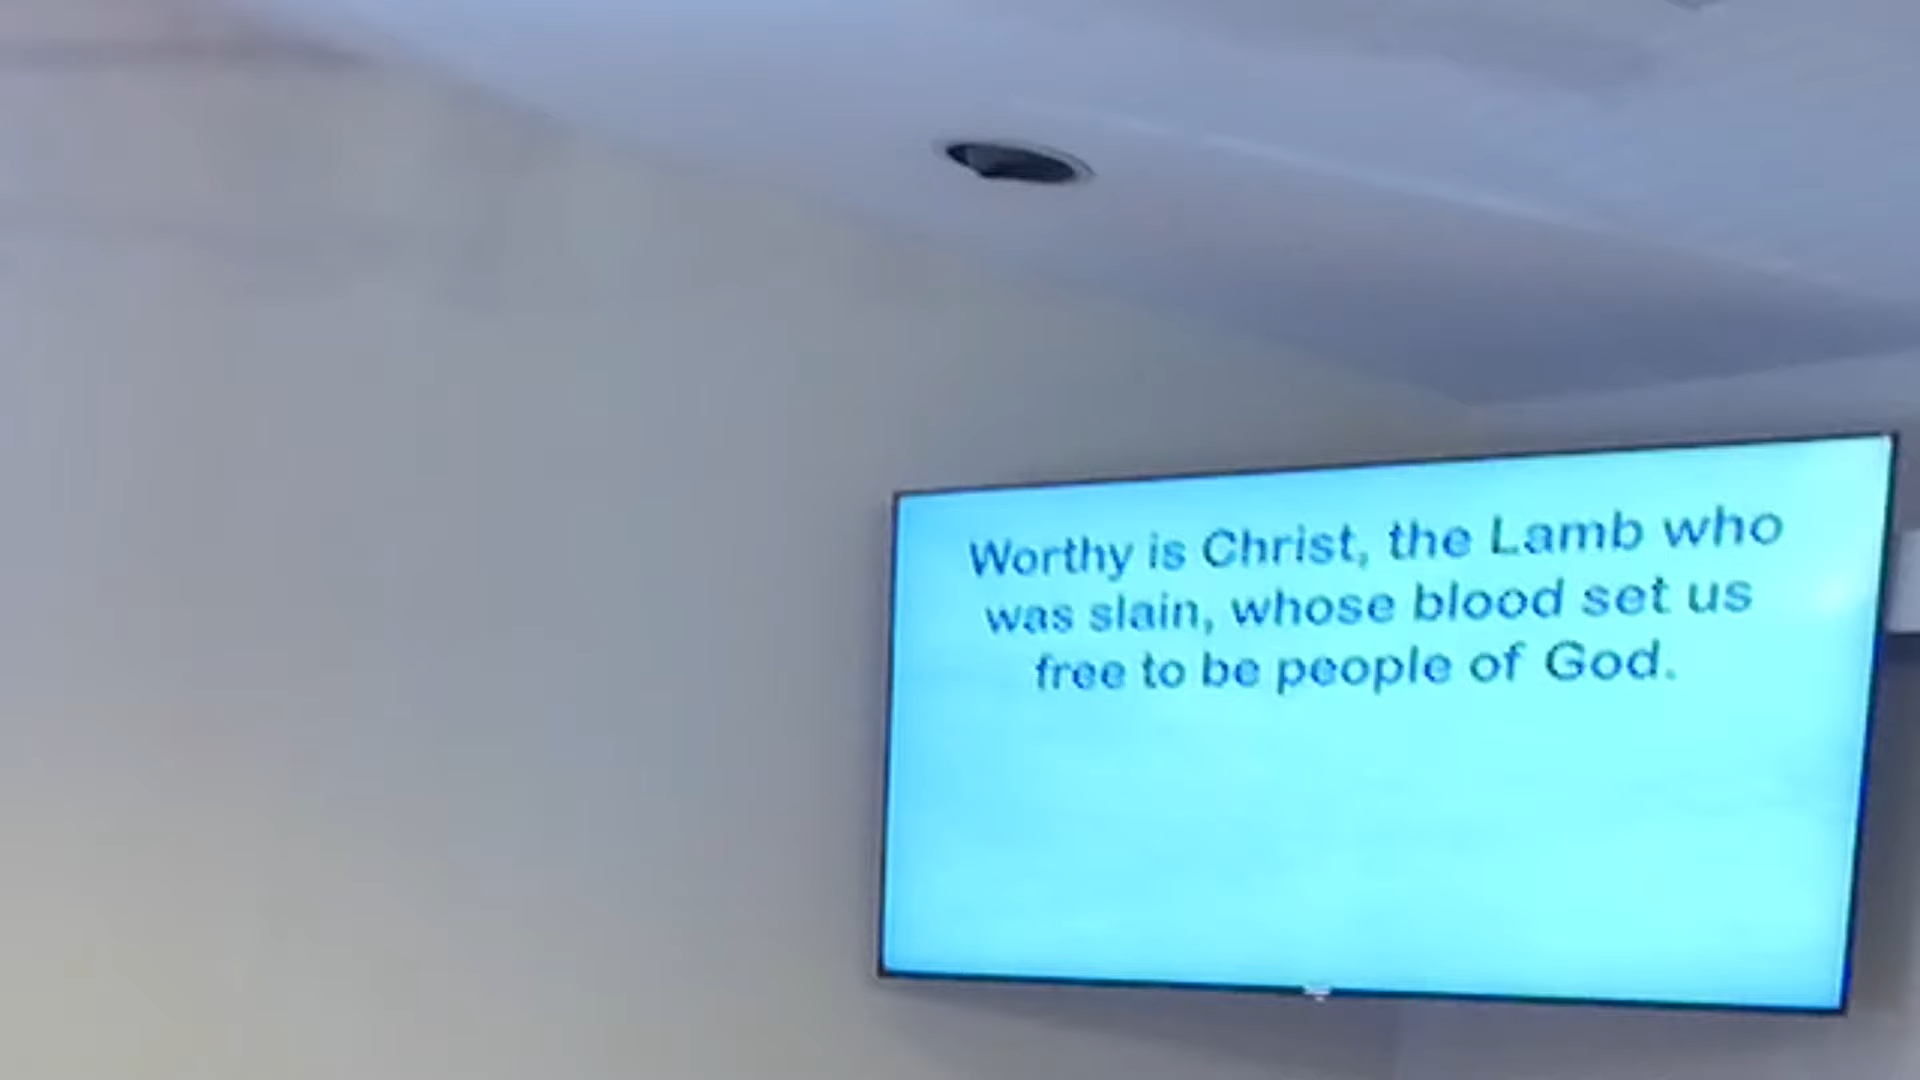 Worthy is Christ, the Lamb who
was slain, whose blood set us
free to be people of God.